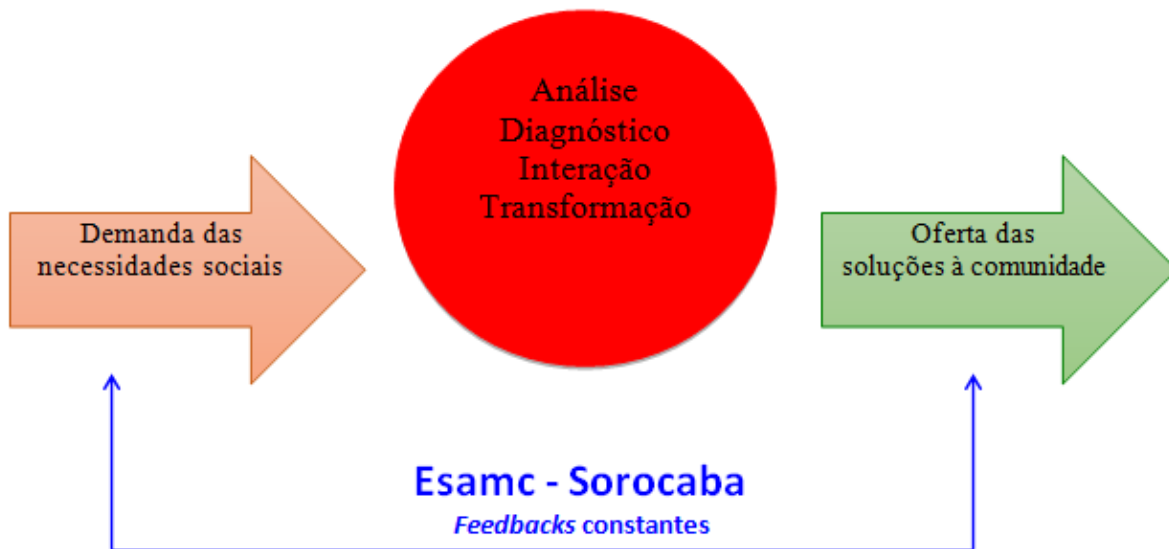 Análise
Diagnóstico
Interação
Transformação
Demanda das
necessidades sociais
Oferta das
soluções à comunidade
Esamc - Sorocaba
Feedbacks constantes